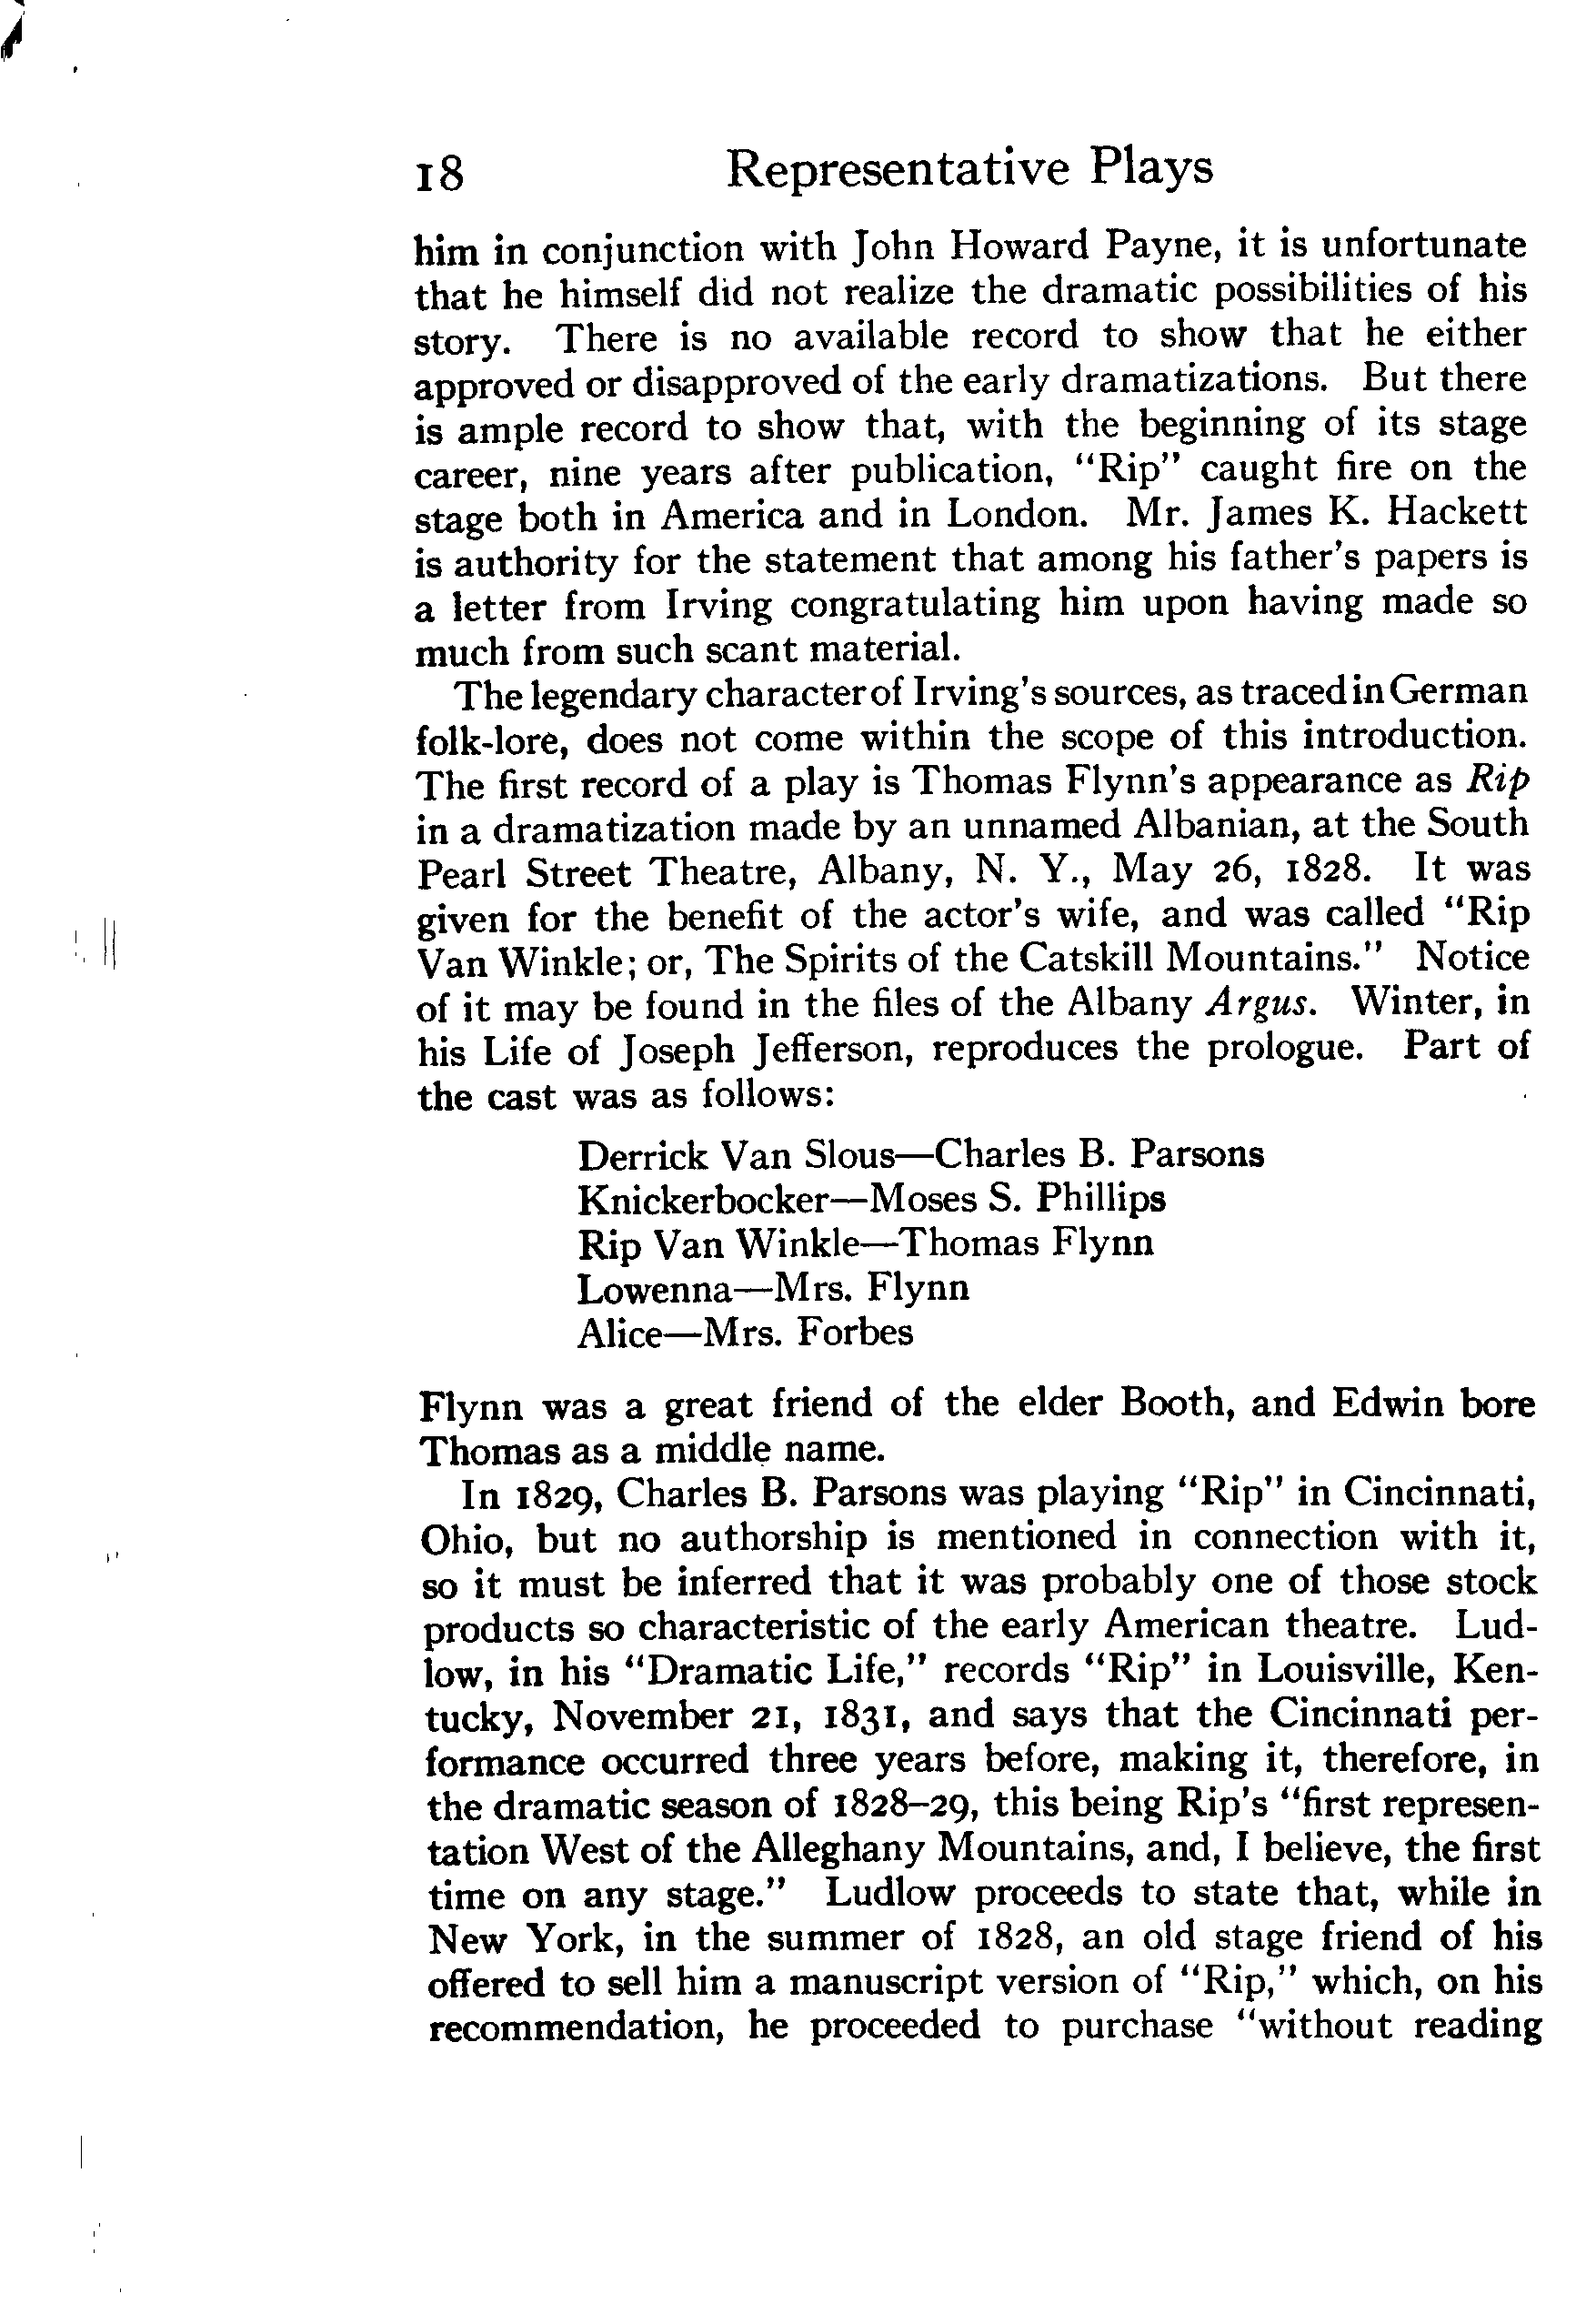 18 Representative Plays
him in conjunction with John Howard Payne, it is unfortunate
that he himself did not realize the dramatic possibilities of his
story. There is no available record to show that he either
approved or disapproved of the early dramatizations. But there
is ample record to show that, with the beginning of its stage
career, nine years after publication, "Rip" caught fire on the
stage both in America and in London. Mr. James K. Hackett
is authority for the statement that among his father's papers is
a letter from Irving congratulating him upon having made so
much from such scant material.
The legendary character of Irving's sources, as traced in German
folk-lore, does not come within the scope of this introduction.
The first record of a play is Thomas Flynn's appearance as Rip
in a dramatization made by an unnamed Albanian, at the South
Pearl Street Theatre, Albany, N. Y., May 26, 1828. It was
given for the benefit of the actor's wife, and was called "Rip
Van Winkle; or, The Spirits of the Catskill Mountains." Notice
of it may be found in the files of the Albany Argus. Winter, in
his Life of Joseph Jefferson, reproduces the prologue. Part of
the cast was as follows:
Derrick Van Slous—Charles B. Parsons
Knickerbocker—Moses S. Phillips
Rip Van Winkle—Thomas Flynn
Lowenna—Mrs. Flynn
Alice—Mrs. Forbes
Flynn was a great friend of the elder Booth, and Edwin bore
Thomas as a middle name.
In 1829, Charles B. Parsons was playing "Rip" in Cincinnati,
Ohio, but no authorship is mentioned in connection with it,
so it must be inferred that it was probably one of those stock
products so characteristic of the early American theatre. Lud-
low, in his "Dramatic Life," records "Rip" in Louisville, Ken-
tucky, November 21, 1831, and says that the Cincinnati per-
formance occurred three years before, making it, therefore, in
the dramatic season of 1828–29, this being Rip's "first represen-
tation West of the Alleghany Mountains, and, I believe, the first
time on any stage." Ludlow proceeds to state that, while in
New York, in the summer of 1828, an old stage friend of his
offered to sell him a manuscript version of "Rip," which, on his
recommendation, he proceeded to purchase "without reading